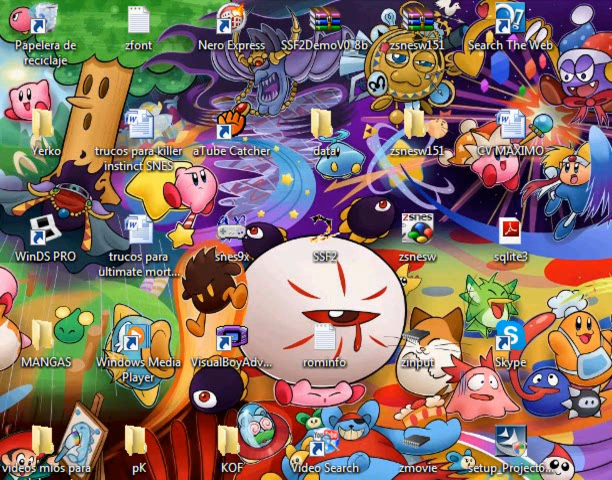 Papelera de
reciclaje
zfont
Nero Express
SSF2DemoV0_8b
zsnesw151
Search The Web
Yerko
trucos para killer
instinct SNES
aTube Catcher
data
zsnesw151
CV MAXIMO
WinDS PRO
trucos para
ultimate mort...
snes9x
SSF2
zsnes
zsnesw
sqlite3
MANGAS
Windows Media
Player
VisualBoyAdv...
rominfo
zinput
Skype
videos mios para
pK
KOF
Video Search
zmovie
setup_Projecto...